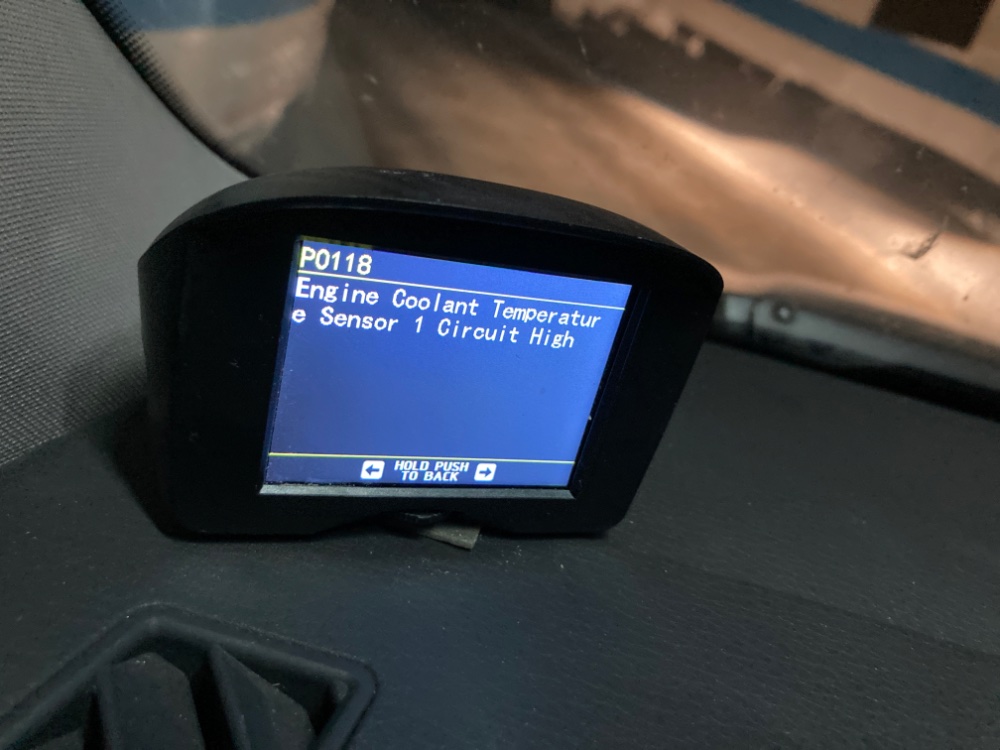 P0118
Engine Coolant Temperatur
e Sensor 1 Circuit High
HOLD PUSH
TO BACK